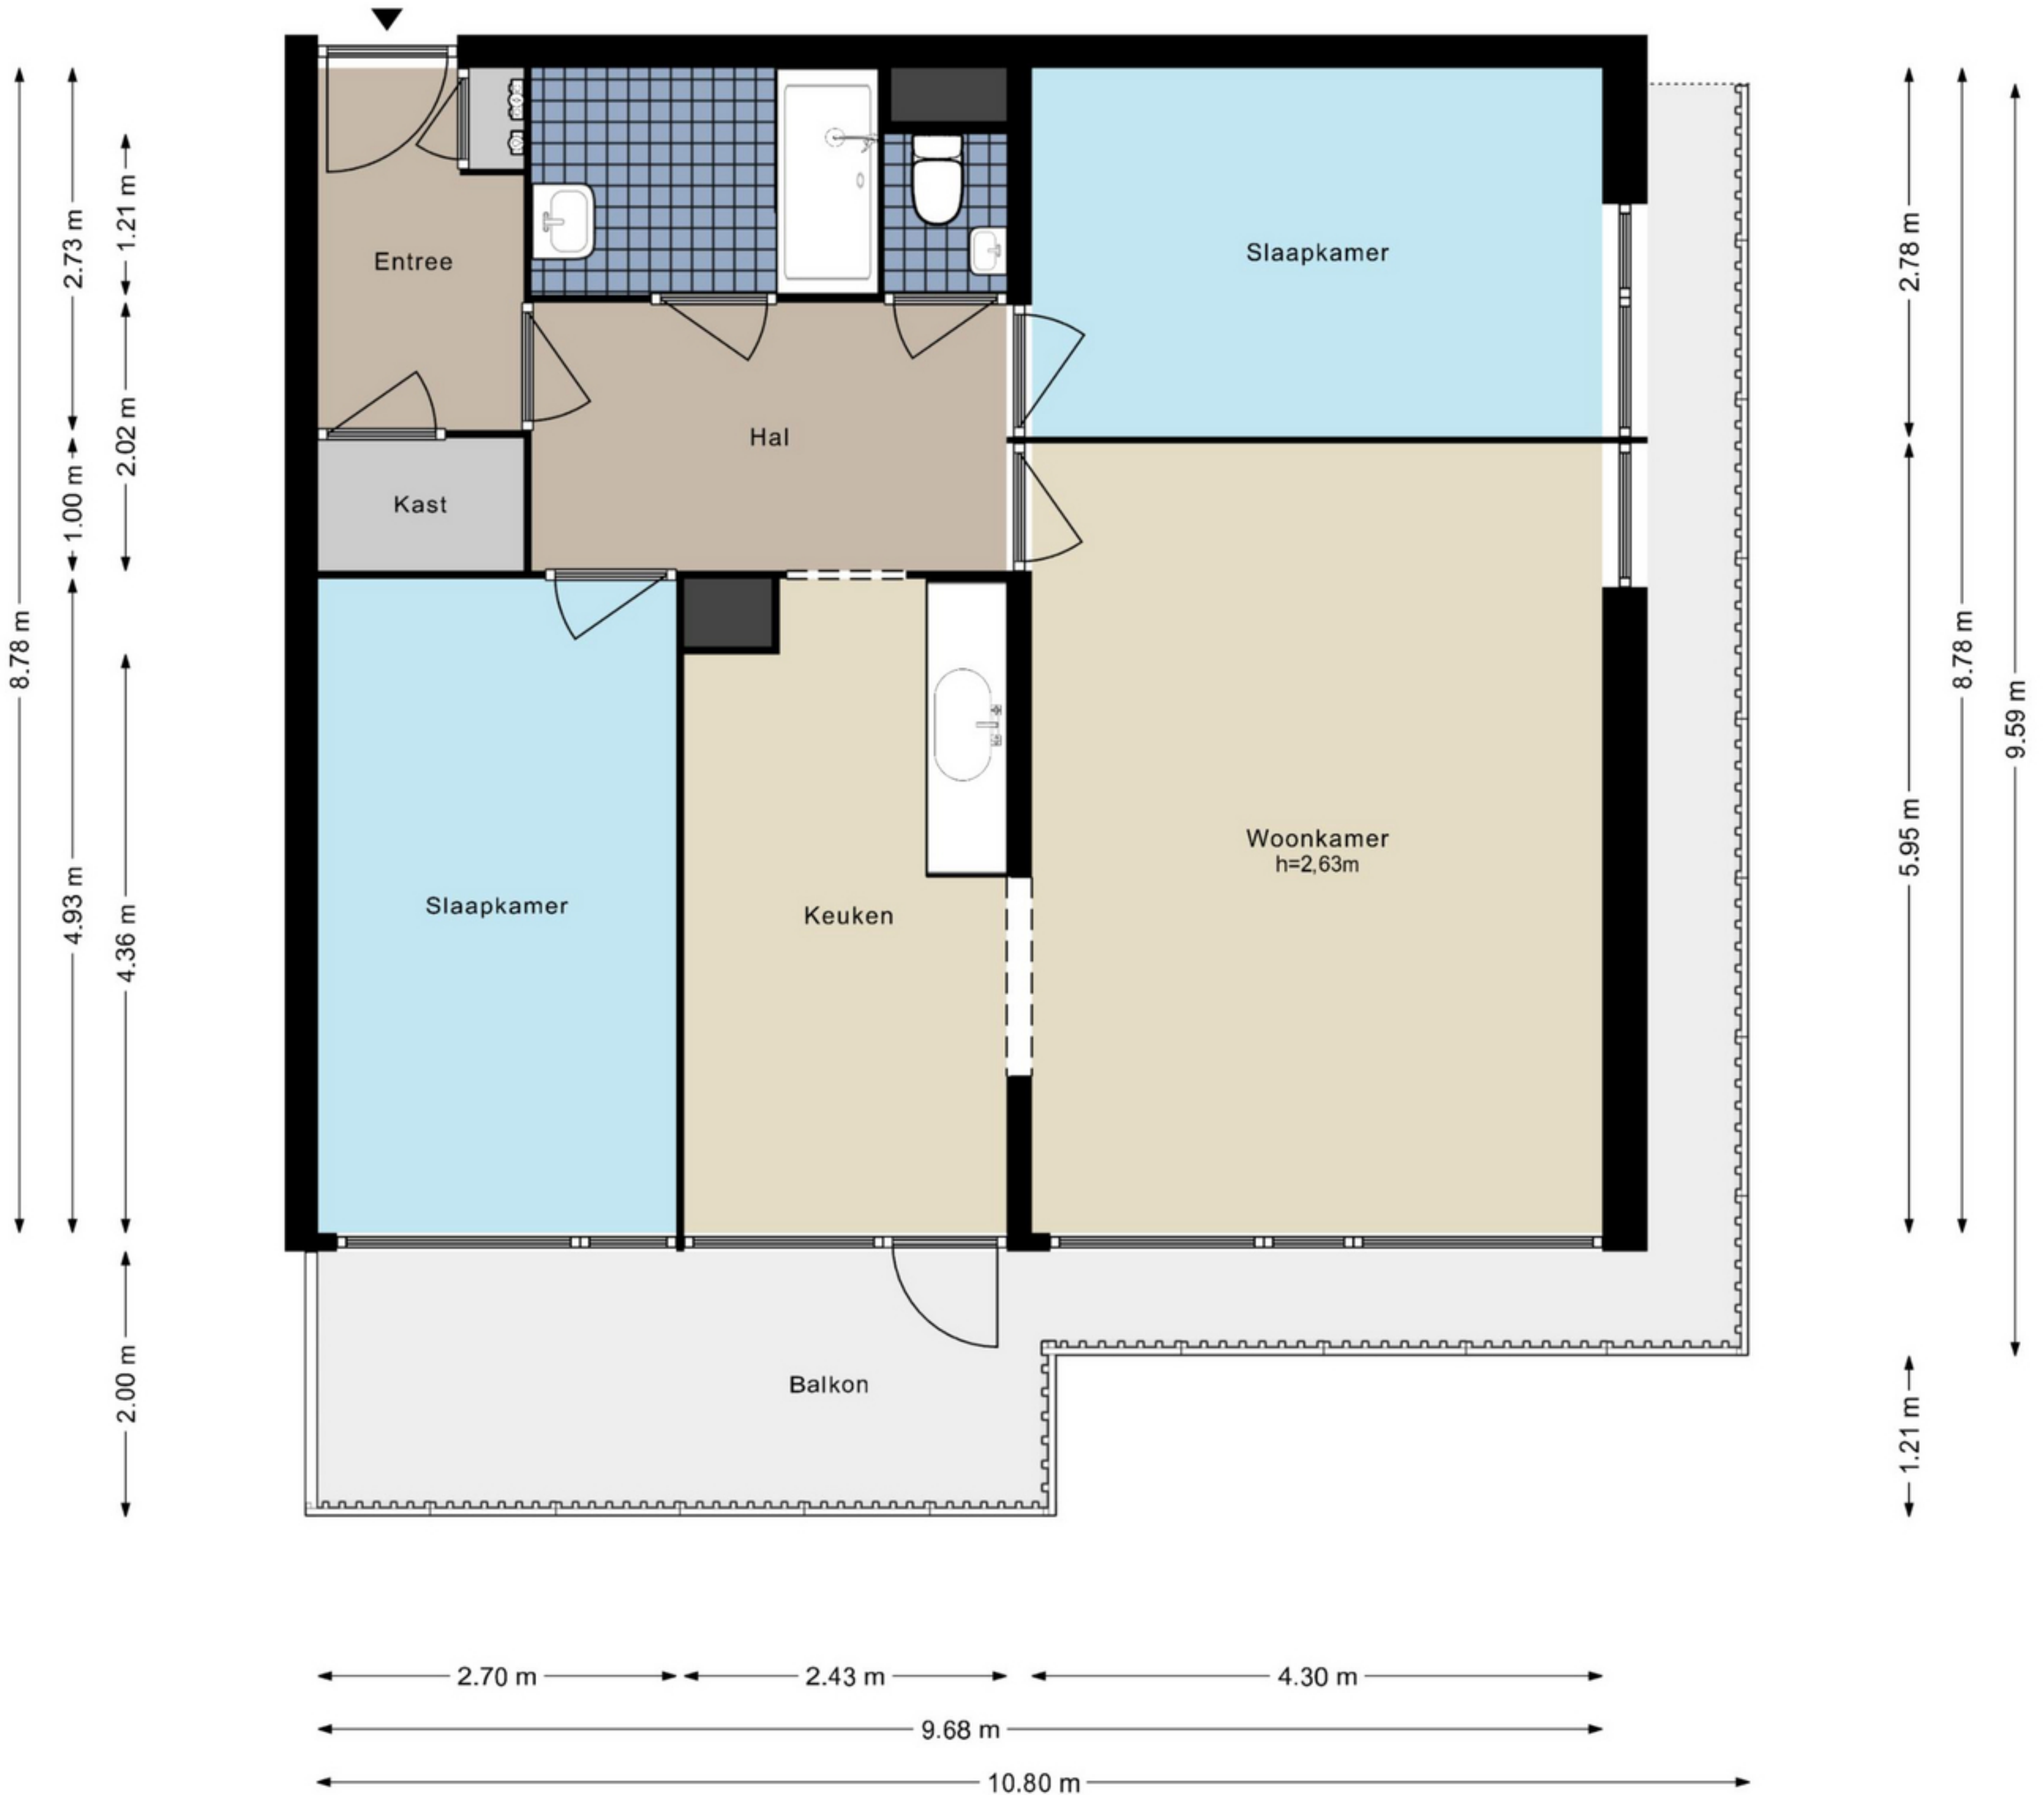 Entree
Slaapkamer
Hal
Kast
Woonkamer
h=2,63m
Slaapkamer
Keuken
Balkon
8.78 m
2.73 m
1.00 m
4.93 m
1.21 m
2.02 m
4.36 m
2.00 m
2.78 m
5.95 m
1.21 m
8.78 m
9.59 m
2.70 m
2.43 m
4.30 m
9.68 m
10.80 m